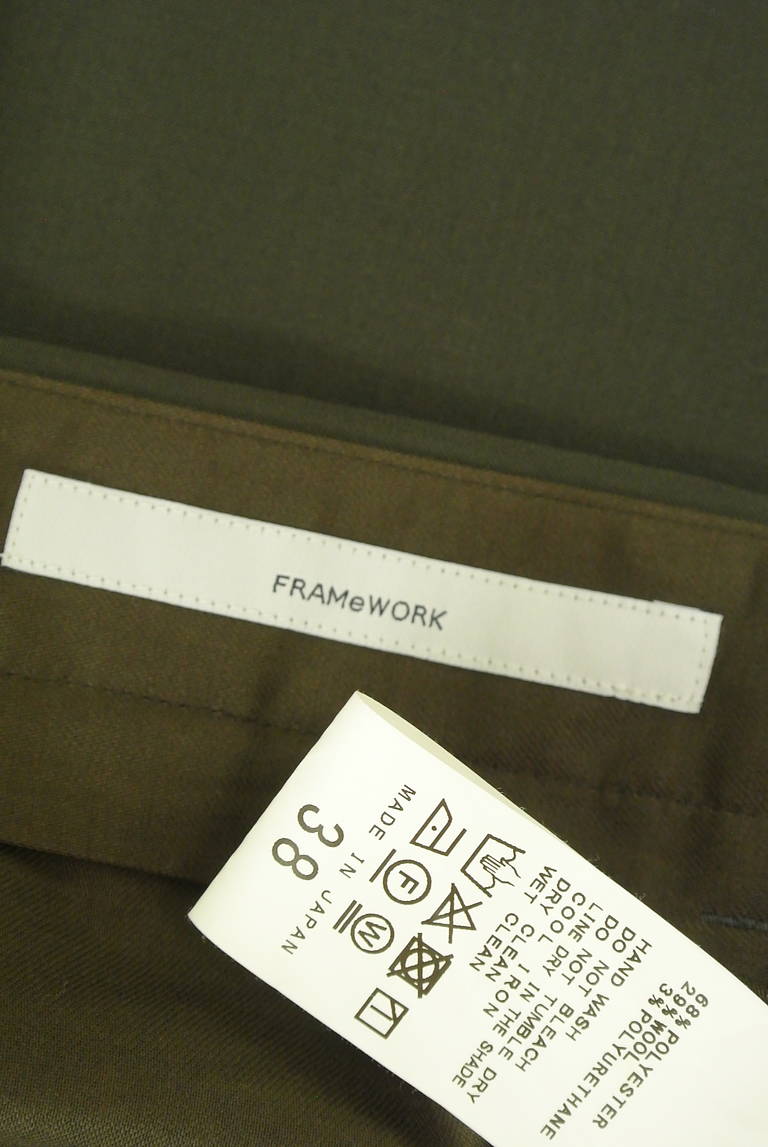 FRAMeWORK
68% POLYESTER
29% WOOL
3% POLYURETHANE
HAND WASH
DO NOT BLEACH
DO NOT TUMBLE DRY
LINE DRY IN THE SHADE
COOL IRON
DRY CLEAN
WET CLEAN
F
W
MADE IN JAPAN
38